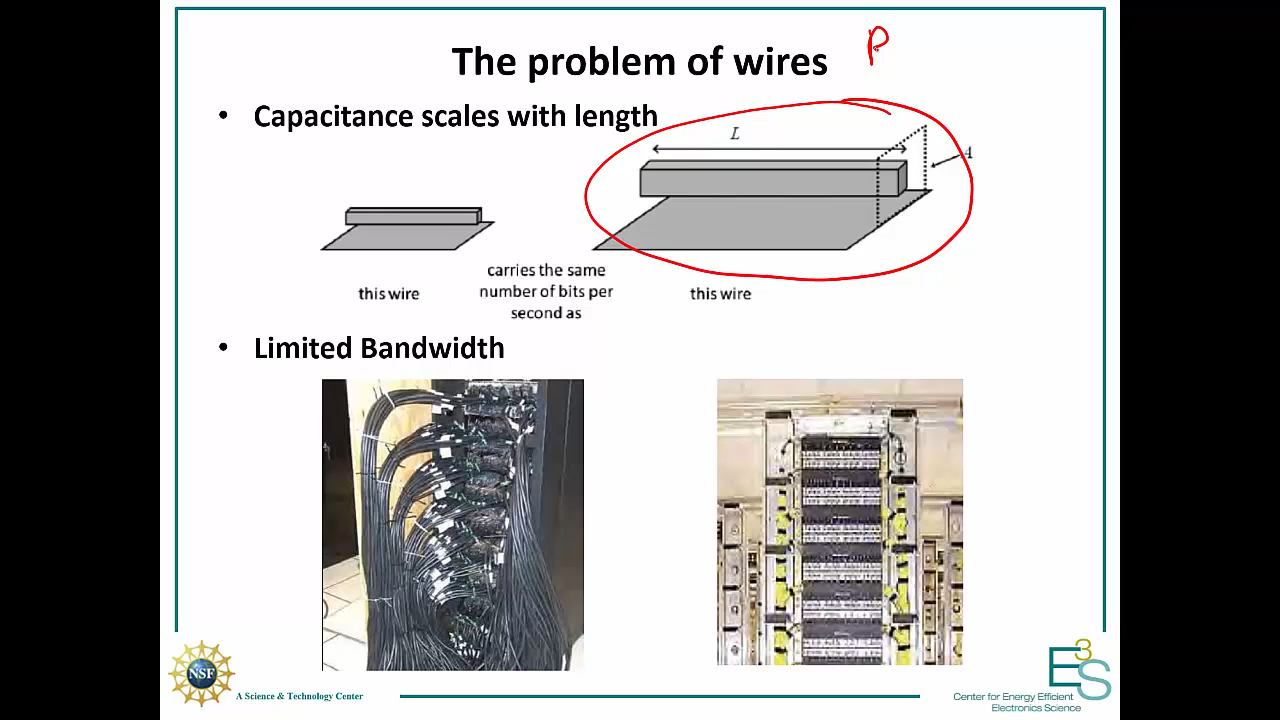 The problem of wires
P
• Capacitance scales with length
L
A
carries the same
number of bits per
second as
this wire
this wire
• Limited Bandwidth
NSF
A Science & Technology Center
E3S
Center for Energy Efficient
Electronics Science